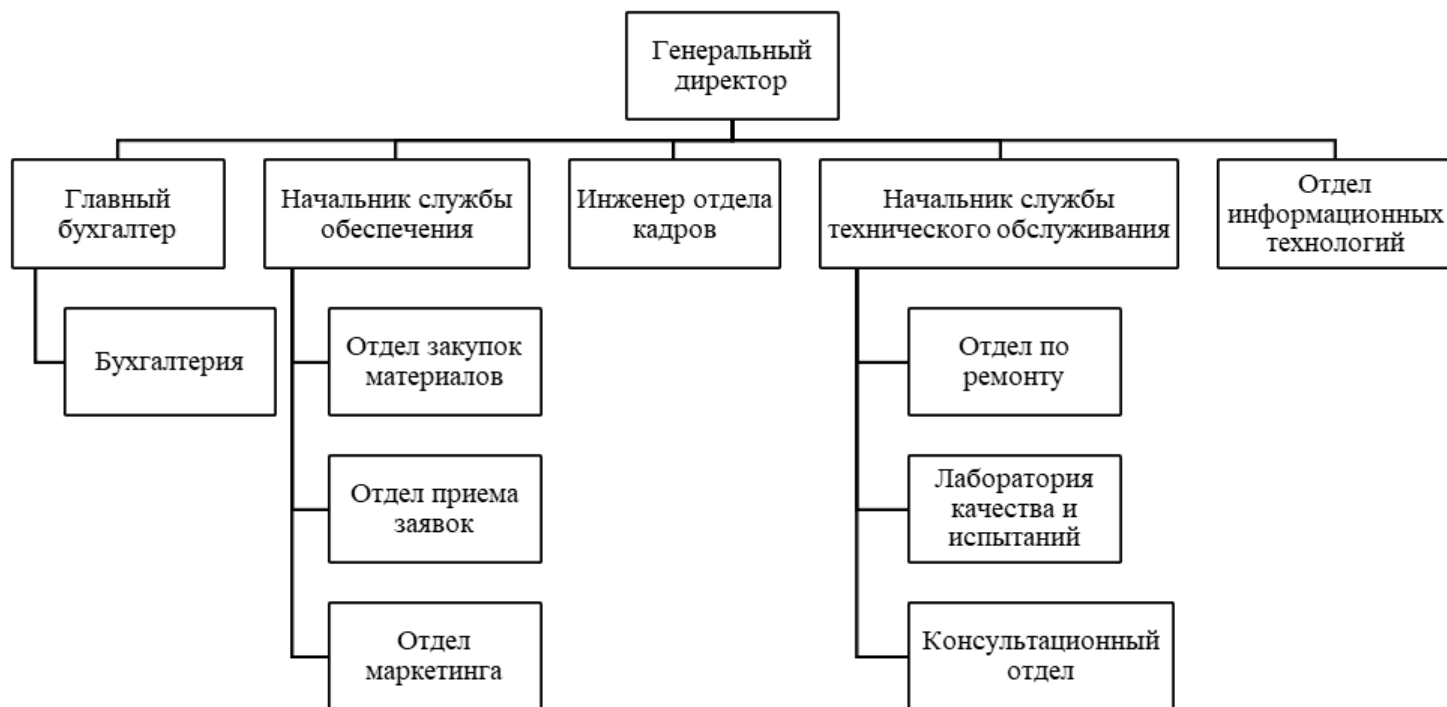 Генеральный
директор
Главный
бухгалтер
Начальник службы
обеспечения
Инженер отдела
кадров
Начальник службы
технического обслуживания
Отдел
информационных
технологий
Бухгалтерия
Отдел закупок
материалов
Отдел приема
заявок
Отдел
маркетинга
Отдел по
ремонту
Лаборатория
качества и
испытаний
Консультационный
отдел